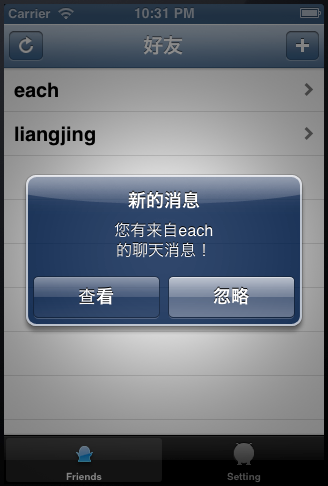 Carrier 10:31 PM
好友
each
liangjing
新的消息
您有来自each
的聊天消息！
查看 忽略
Friends Setting